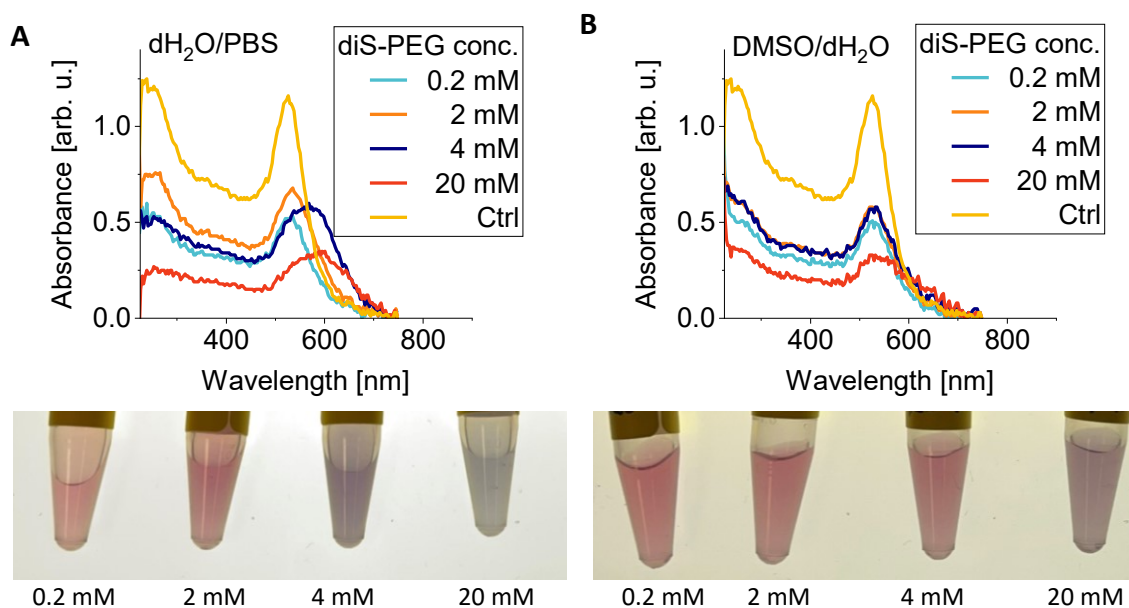 A
dH₂O/PBS
diS-PEG conc.
0.2 mM
2 mM
4 mM
20 mM
Ctrl
Absorbance [arb. u.]
1.0
0.5
0.0
400 600 800
Wavelength [nm]
0.2 mM 2 mM 4 mM 20 mM
B
DMSO/dH₂O
diS-PEG conc.
0.2 mM
2 mM
4 mM
20 mM
Ctrl
Absorbance [arb. u.]
1.0
0.5
0.0
400 600 800
Wavelength [nm]
0.2 mM 2 mM 4 mM 20 mM